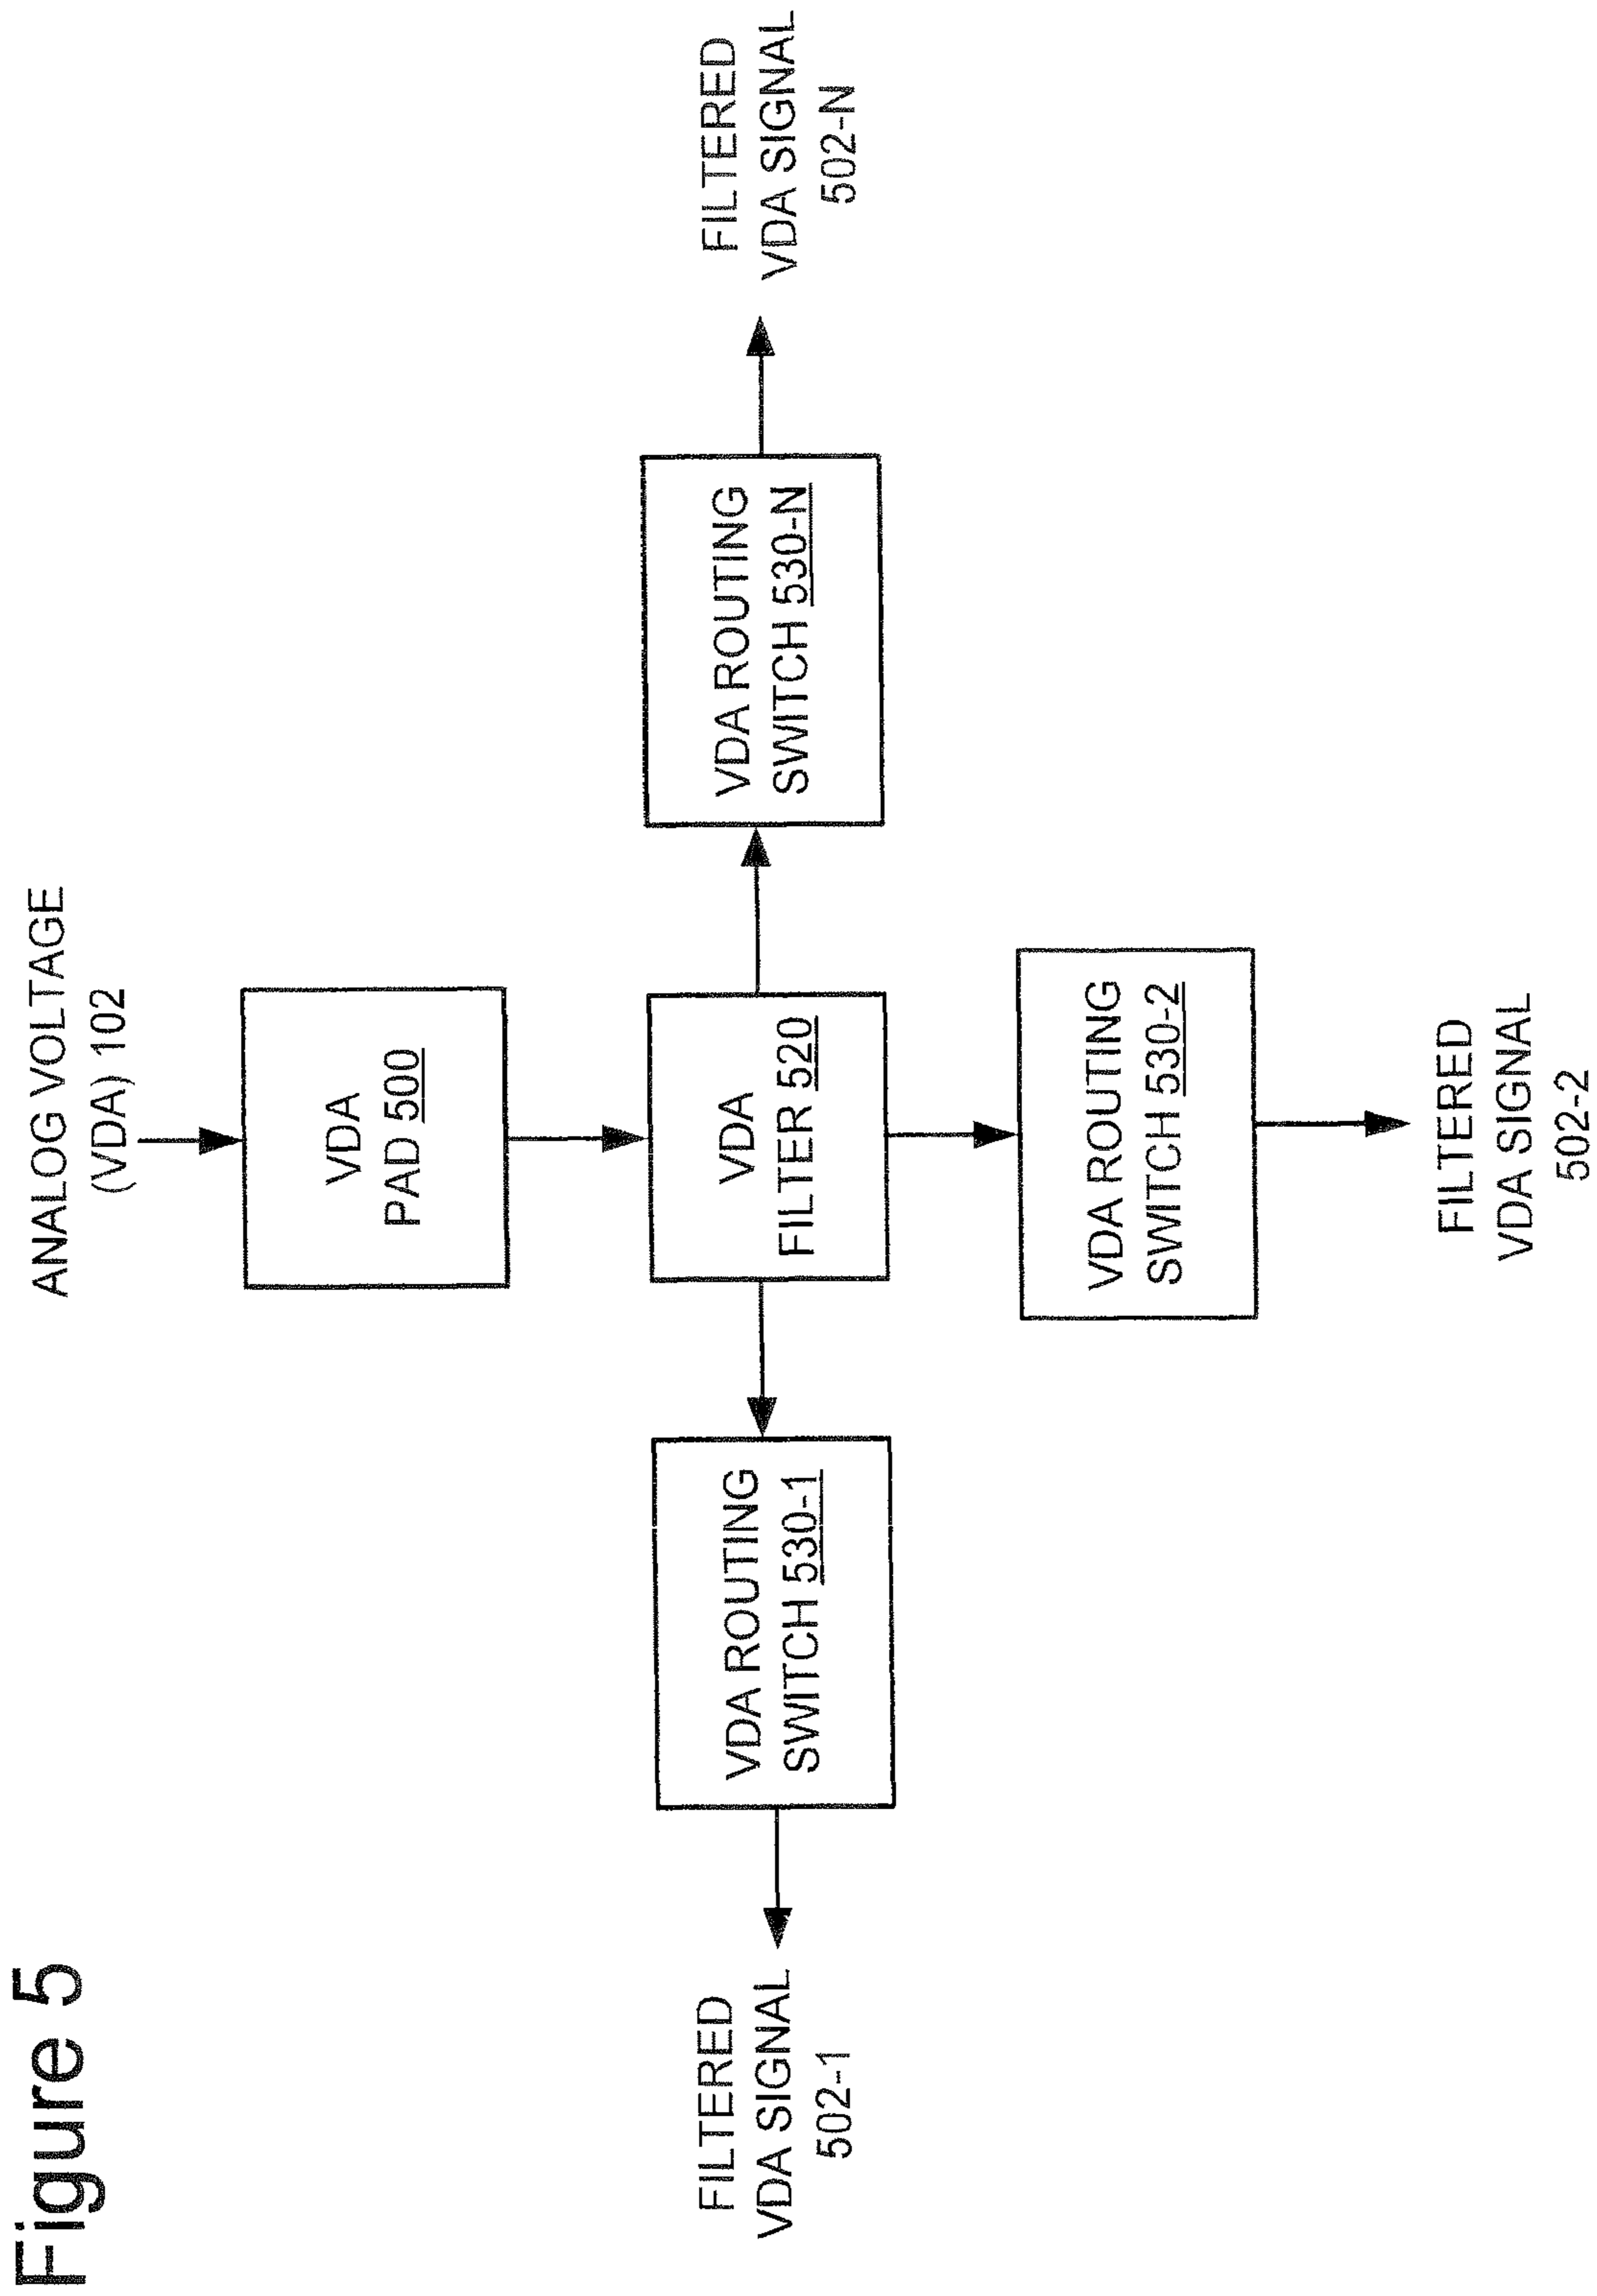 Figure 5
ANALOG VOLTAGE
(VDA) 102
VDA
PAD 500
VDA
FILTER 520
FILTERED
VDA SIGNAL
502-1
VDA ROUTING
SWITCH 530-1
VDA ROUTING
SWITCH 530-N
FILTERED
VDA SIGNAL
502-N
VDA ROUTING
SWITCH 530-2
FILTERED
VDA SIGNAL
502-2